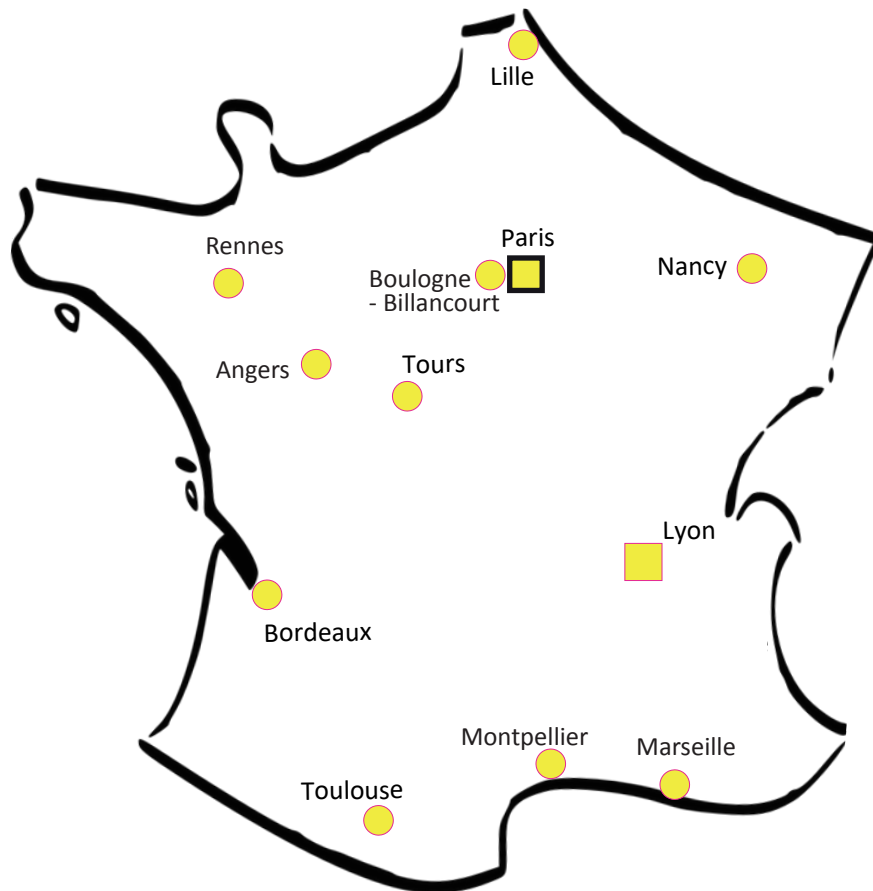 Lille
Paris
Rennes
Nancy
Boulogne
- Billancourt
Tours
Angers
Lyon
Bordeaux
Montpellier
Marseille
Toulouse